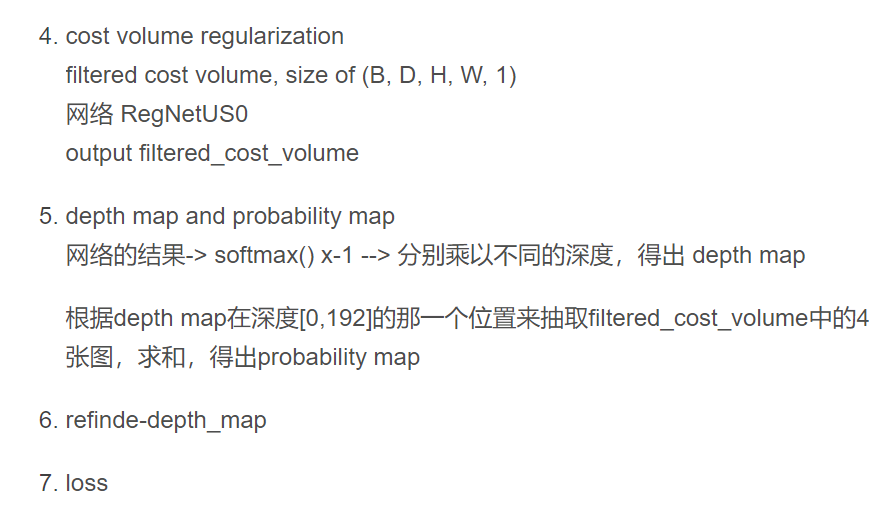 4. cost volume regularization
filtered cost volume, size of (B, D, H, W, 1)
网络 RegNetUS0
output filtered_cost_volume
5. depth map and probability map
网络的结果-> softmax() x-1 --> 分别乘以不同的深度，得出 depth map
根据depth map在深度[0,192]的那一个位置来抽取filtered_cost_volume中的4
张图，求和，得出probability map
6. refinde-depth_map
7. loss